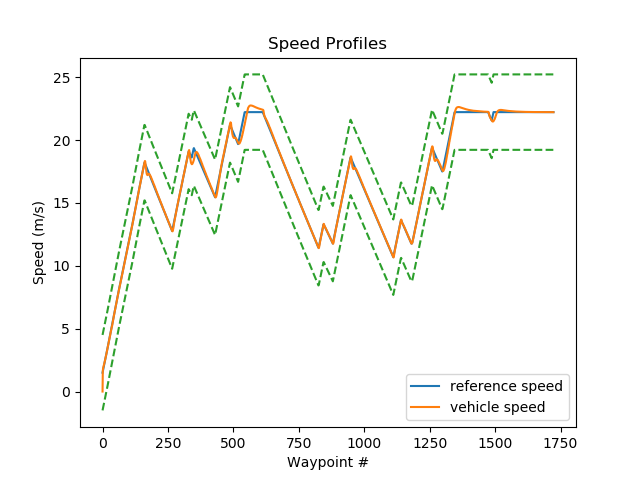 Speed Profiles
25
20
15
10
5
0
Speed (m/s)
reference speed
vehicle speed
0 250 500 750 1000 1250 1500 1750
Waypoint #